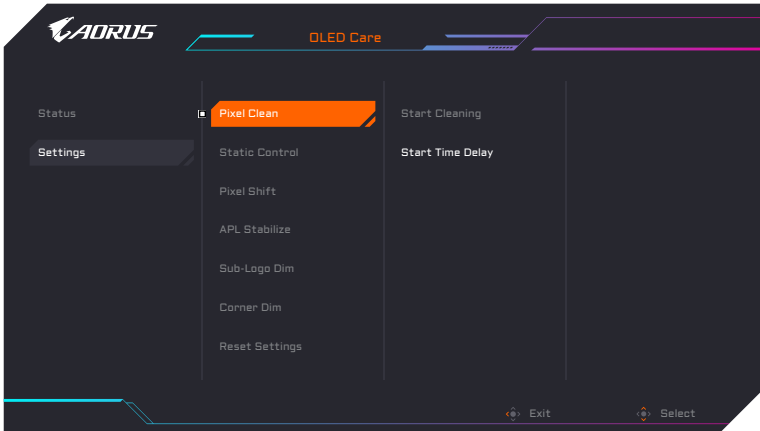 AORUS
OLED Care
Status
Settings
Pixel Clean
Static Control
Pixel Shift
APL Stabilize
Sub-Logo Dim
Corner Dim
Reset Settings
Start Cleaning
Start Time Delay
Exit
Select